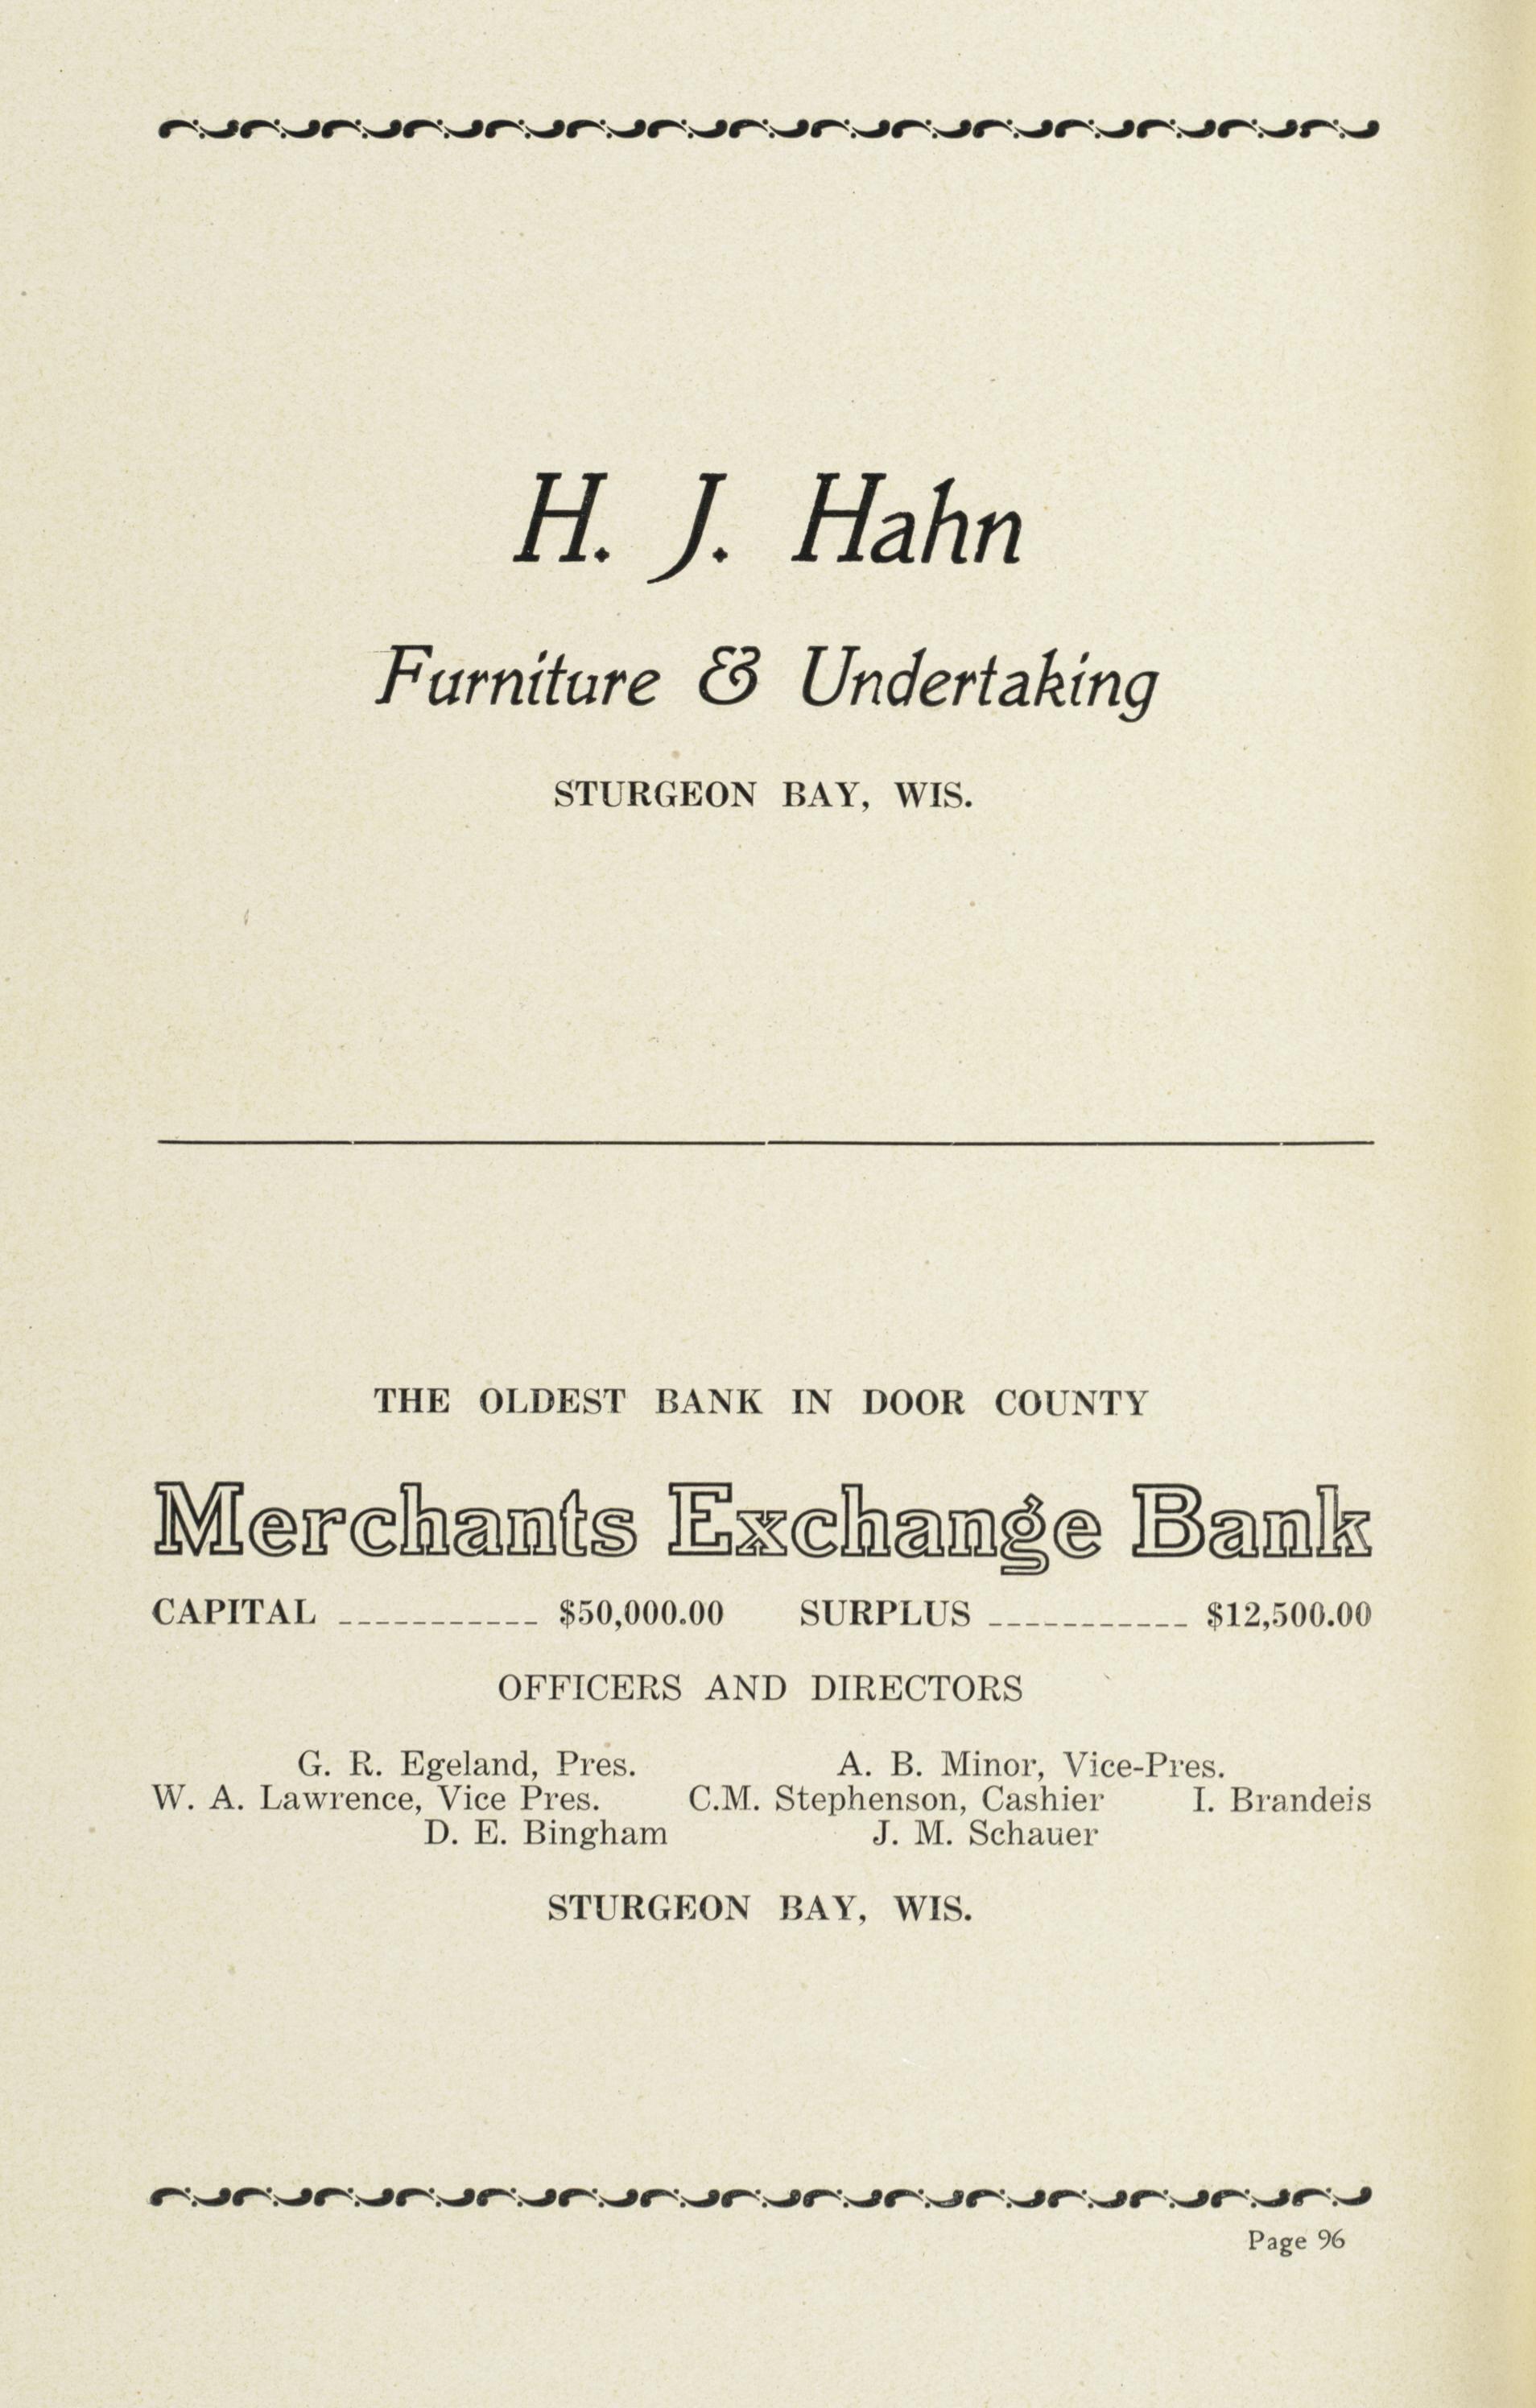 H. J. Hahn
Furniture & Undertaking
STURGEON BAY, WIS.
THE OLDEST BANK IN DOOR COUNTY
Merchants Exchange Bank
CAPITAL ----------- $50,000.00 SURPLUS ----------- $12,500.00
OFFICERS AND DIRECTORS
G. R. Egeland, Pres. A. B. Minor, Vice-Pres.
W. A. Lawrence, Vice Pres. C.M. Stephenson, Cashier I. Brandeis
D. E. Bingham J. M. Schauer
STURGEON BAY, WIS.
Page 96